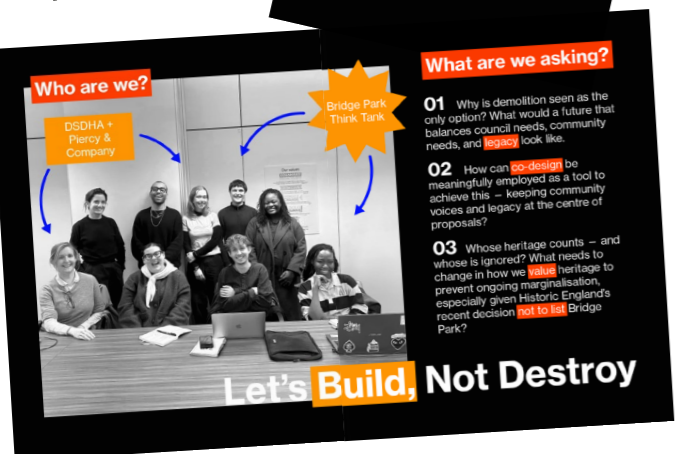 Who are we?
DSDHA +
Piercy &
Company
Bridge Park
Think Tank
What are we asking?
01 Why is demolition seen as the
only option? What would a future that
balances council needs, community
needs, and legacy look like.
02 How can co-design be
meaningfully employed as a tool to
achieve this – keeping community
voices and legacy at the centre of
proposals?
03 Whose heritage counts – and
whose is ignored? What needs to
change in how we value heritage to
prevent ongoing marginalisation,
especially given Historic England's
recent decision not to list Bridge
Park?
Let's Build, Not Destroy